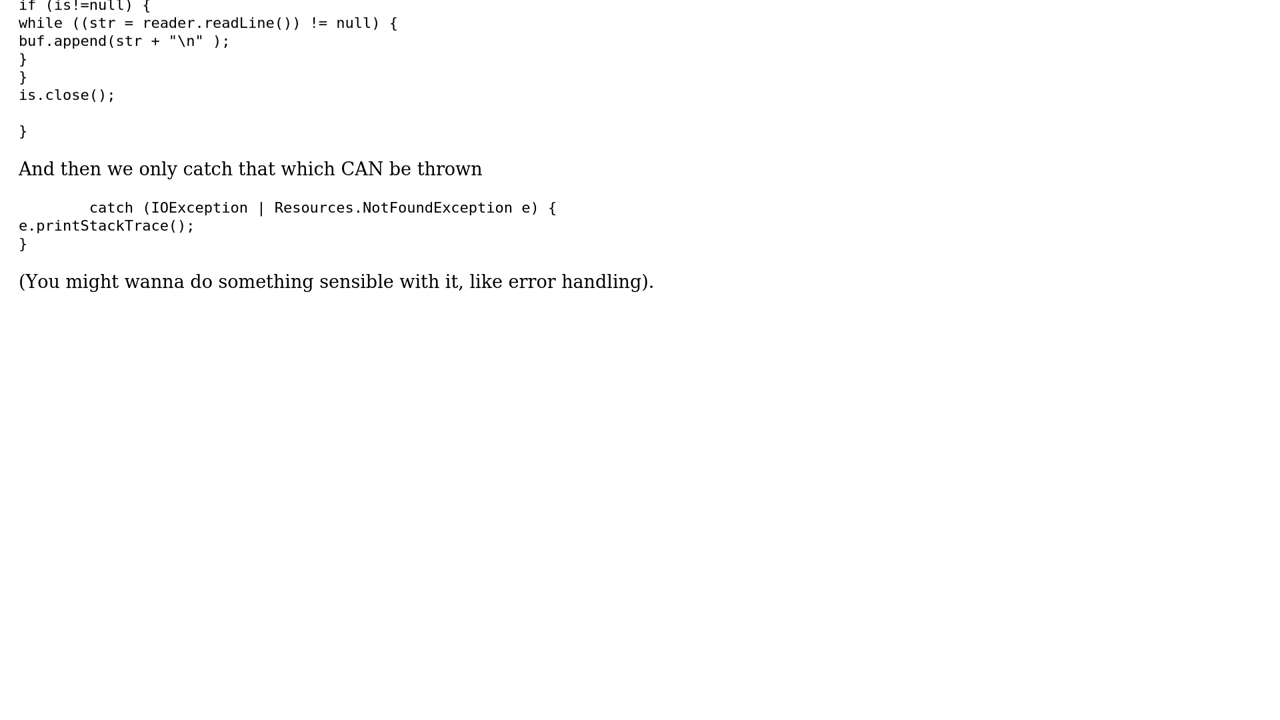 if (is!=null) {
while ((str = reader.readLine()) != null) {
buf.append(str + "\n" );
}
}
is.close();
}
And then we only catch that which CAN be thrown
catch (IOException | Resources.NotFoundException e) {
e.printStackTrace();
}
(You might wanna do something sensible with it, like error handling).